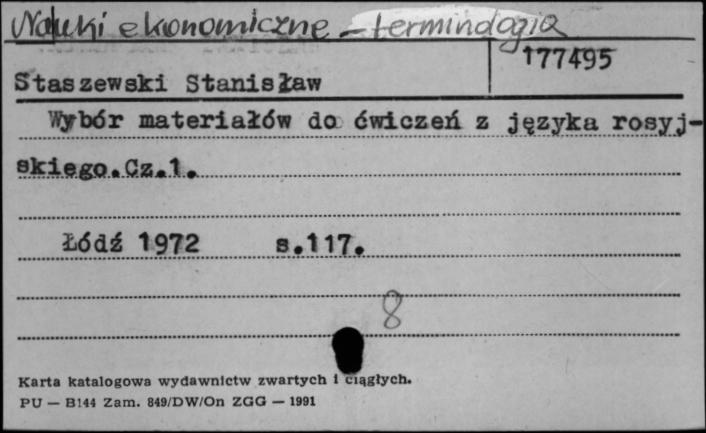 Nauki ekonomiczne – terminologia
177495
Staszewski Stanisław
Wybór materiałów do ćwiczeń z języka rosyj-
skiego.Cz.1.
Łódź 1972 s.117.
8
Karta katalogowa wydawnictw zwartych i ciągłych.
PU — B144 Zam. 849/DW/On ZGG — 1991